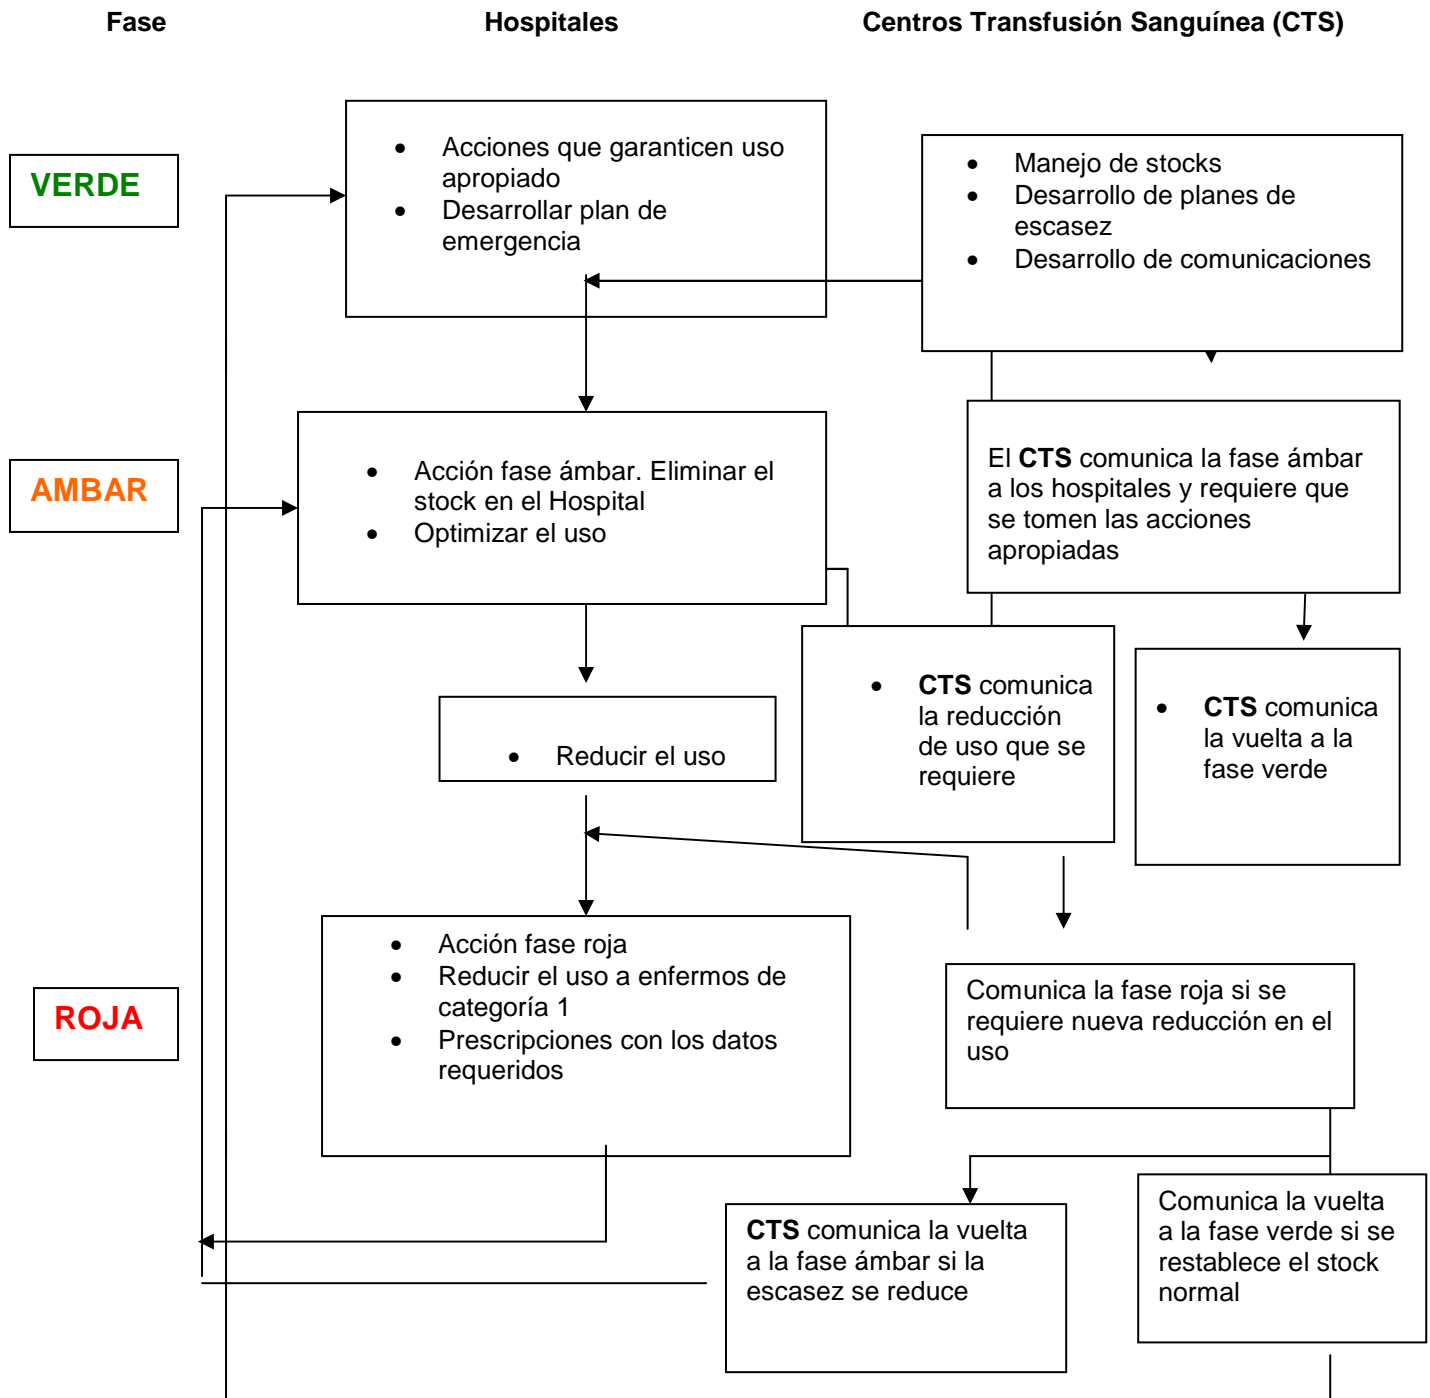 Fase
Hospitales
Centros Transfusión Sanguínea (CTS)
VERDE
• Acciones que garanticen uso
apropiado
• Desarrollar plan de
emergencia
• Manejo de stocks
• Desarrollo de planes de
escasez
• Desarrollo de comunicaciones
AMBAR
• Acción fase ámbar. Eliminar el
stock en el Hospital
• Optimizar el uso
El CTS comunica la fase ámbar
a los hospitales y requiere que
se tomen las acciones
apropiadas
• Reducir el uso
• CTS comunica
la reducción
de uso que se
requiere
• CTS comunica
la vuelta a la
fase verde
ROJA
• Acción fase roja
• Reducir el uso a enfermos de
categoría 1
• Prescripciones con los datos
requeridos
Comunica la fase roja si se
requiere nueva reducción en el
uso
CTS comunica la vuelta
a la fase ámbar si la
escasez se reduce
Comunica la vuelta
a la fase verde si se
restablece el stock
normal